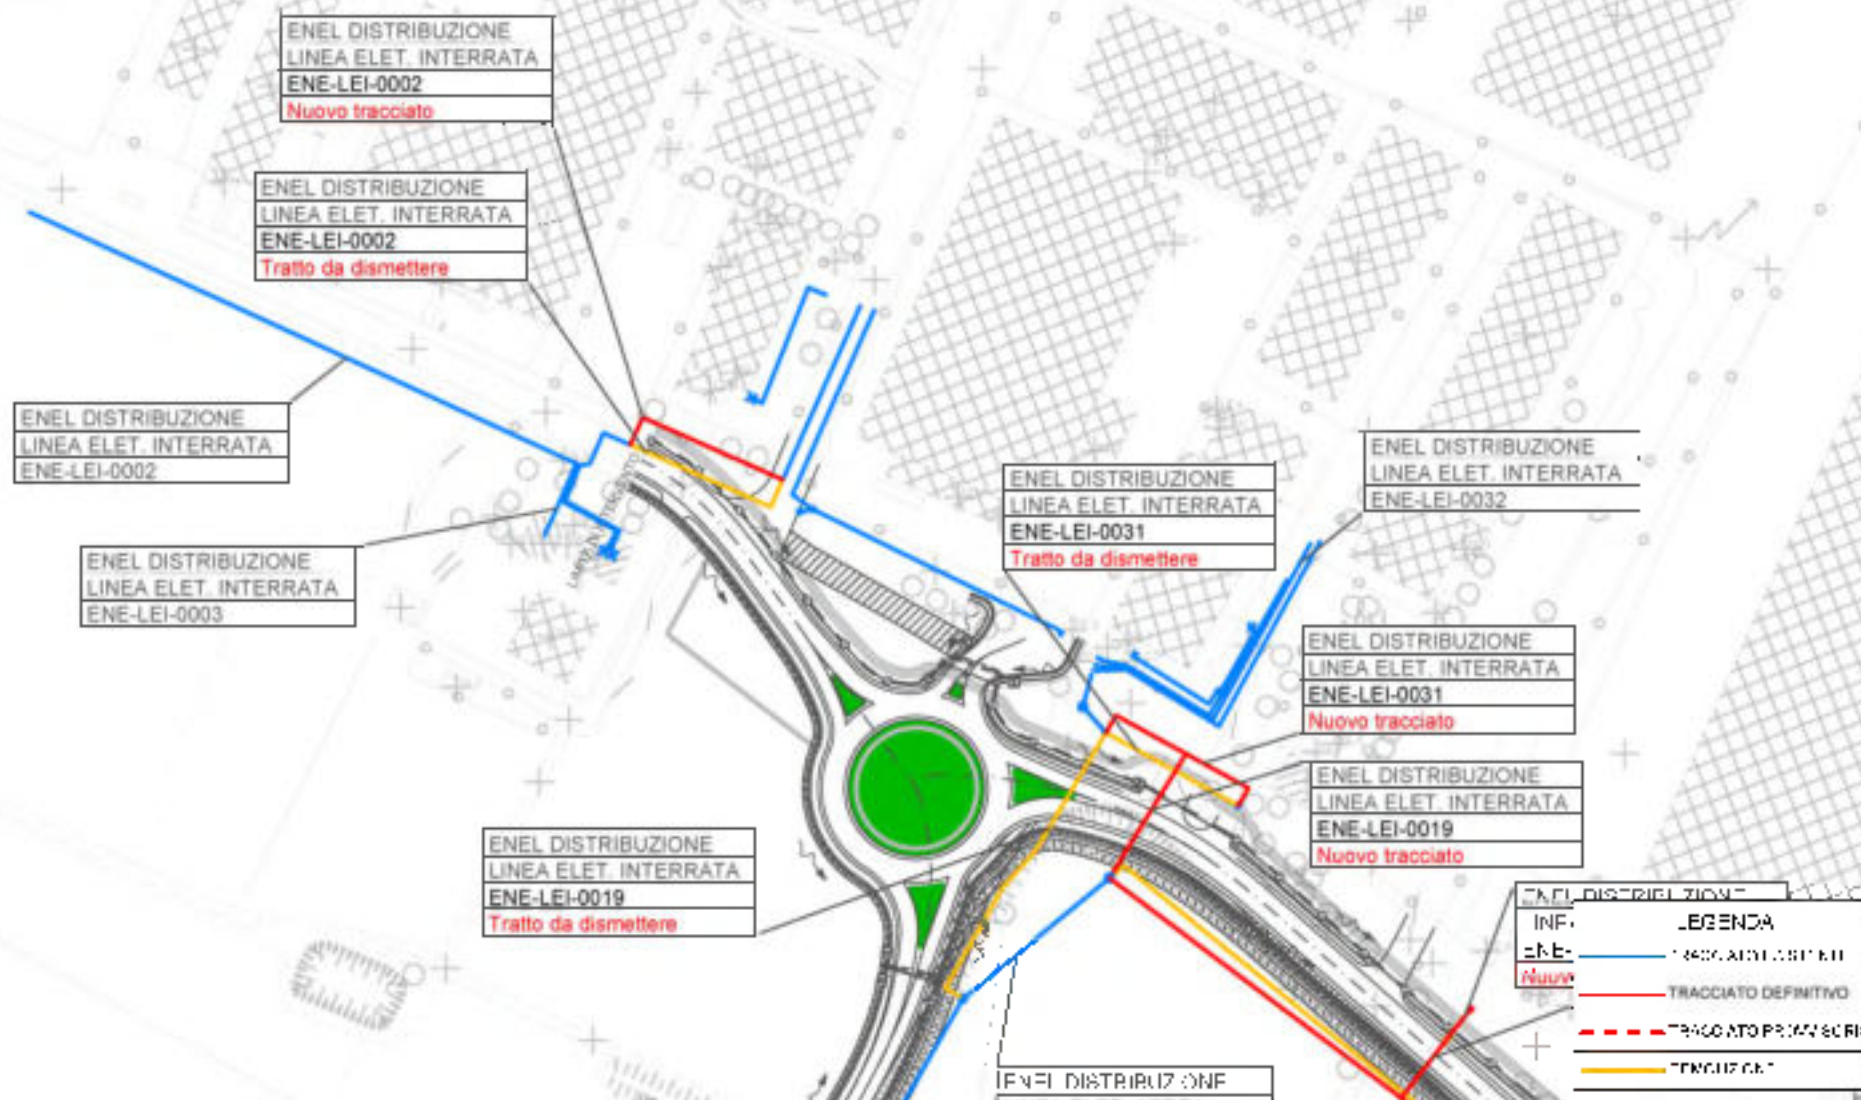 ENEL DISTRIBUZIONE
LINEA ELET. INTERRATA
ENE-LEI-0002
Nuovo tracciato
ENEL DISTRIBUZIONE
LINEA ELET. INTERRATA
ENE-LEI-0002
Tratto da dismettere
ENEL DISTRIBUZIONE
LINEA ELET. INTERRATA
ENE-LEI-0002
ENEL DISTRIBUZIONE
LINEA ELET. INTERRATA
ENE-LEI-0003
ENEL DISTRIBUZIONE
LINEA ELET. INTERRATA
ENE-LEI-0031
Tratto da dismettere
ENEL DISTRIBUZIONE
LINEA ELET. INTERRATA
ENE-LEI-0032
ENEL DISTRIBUZIONE
LINEA ELET. INTERRATA
ENE-LEI-0031
Nuovo tracciato
ENEL DISTRIBUZIONE
LINEA ELET. INTERRATA
ENE-LEI-0019
Nuovo tracciato
ENEL DISTRIBUZIONE
LINEA ELET. INTERRATA
ENE-LEI-0019
Tratto da dismettere
ENEL DISTRIBUZIONE
ENE-
LEGENDA
TRACCIATO DEFINITIVO
ENEL DISTRIBUZIONE